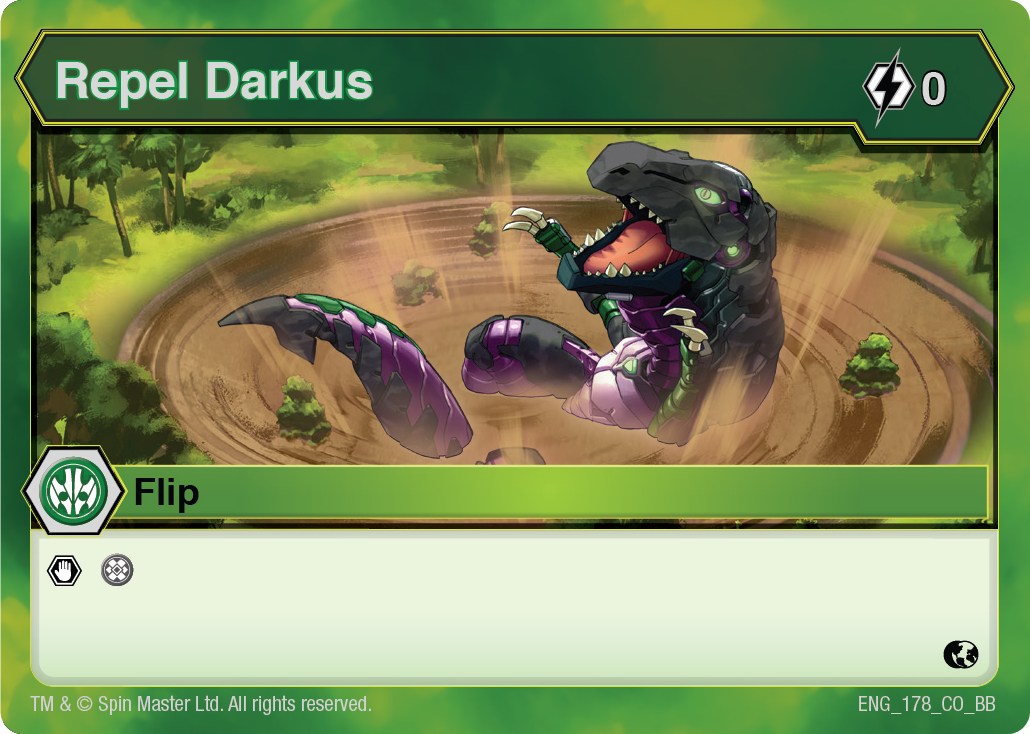 Repel Darkus
0
Flip
TM & © Spin Master Ltd. All rights reserved.
ENG_178_CO_BB